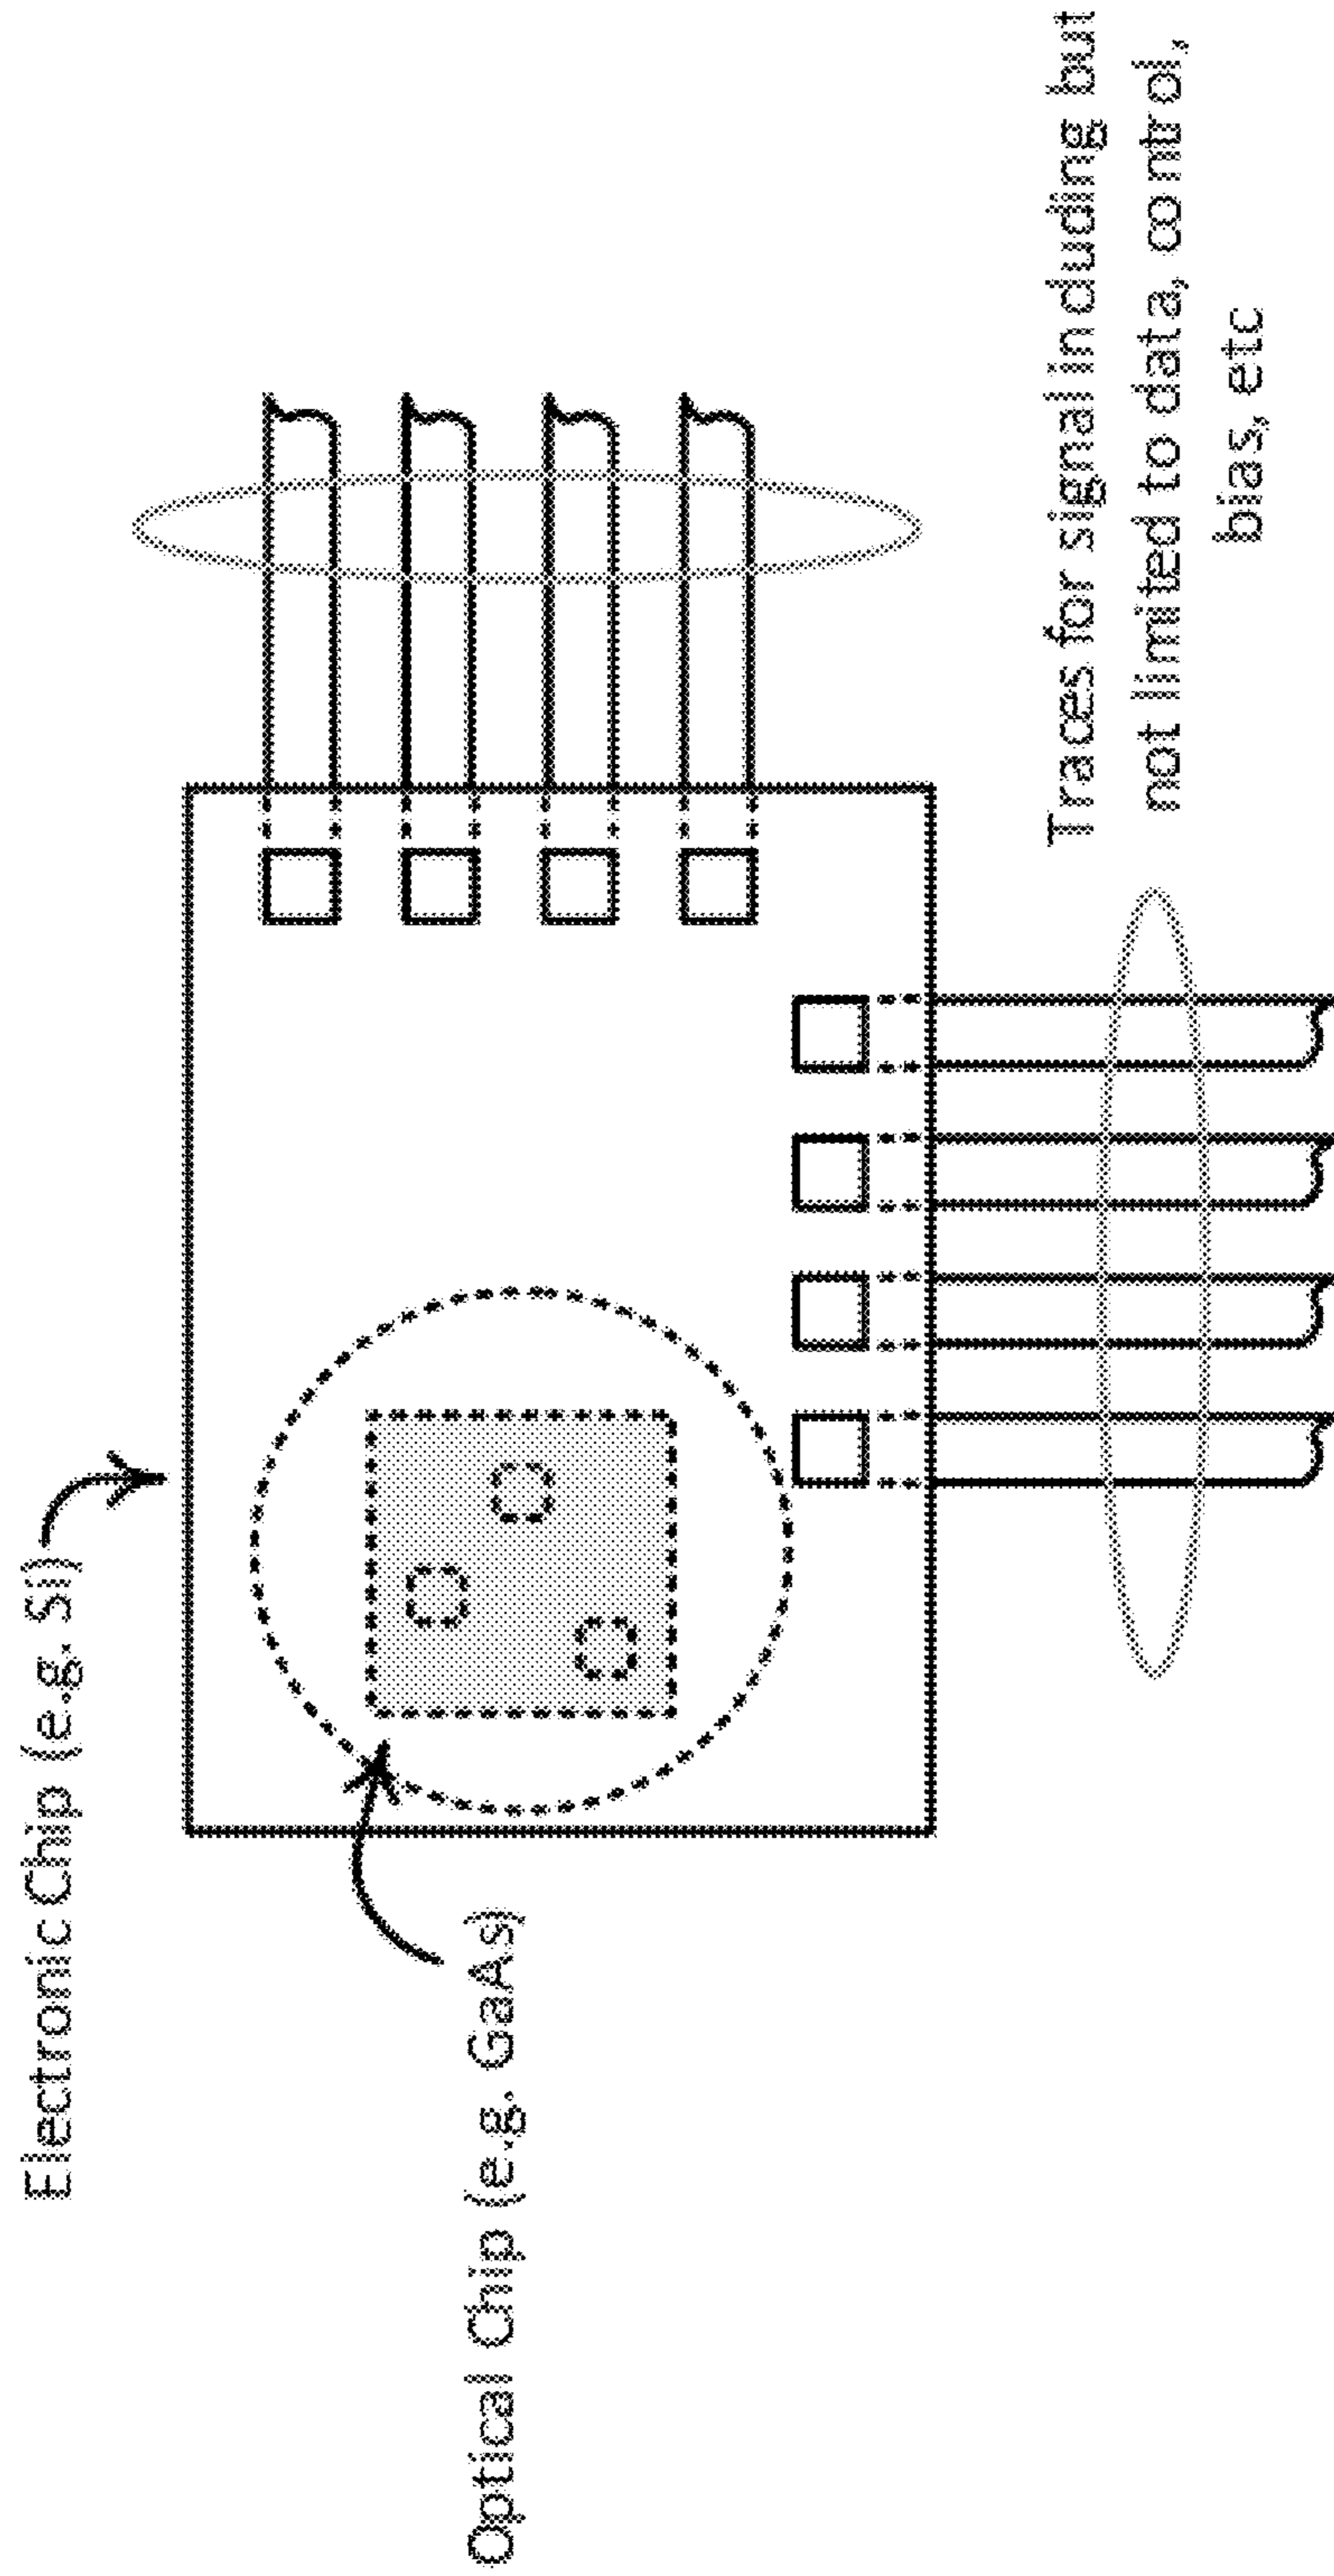 Electronic Chip (e.g. Si)
Optical Chip (e.g. GaAs)
Traces for signal including but
not limited to data, control,
bias, etc